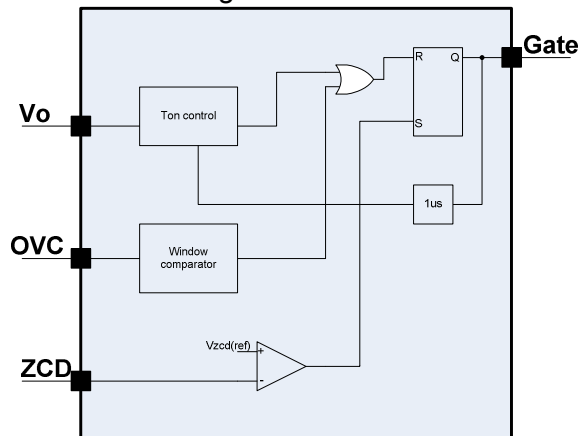 Gate
R Q
Vo
Ton control
S
1us
OVC
Window
comparator
Vzcd(ref)
+
ZCD
-